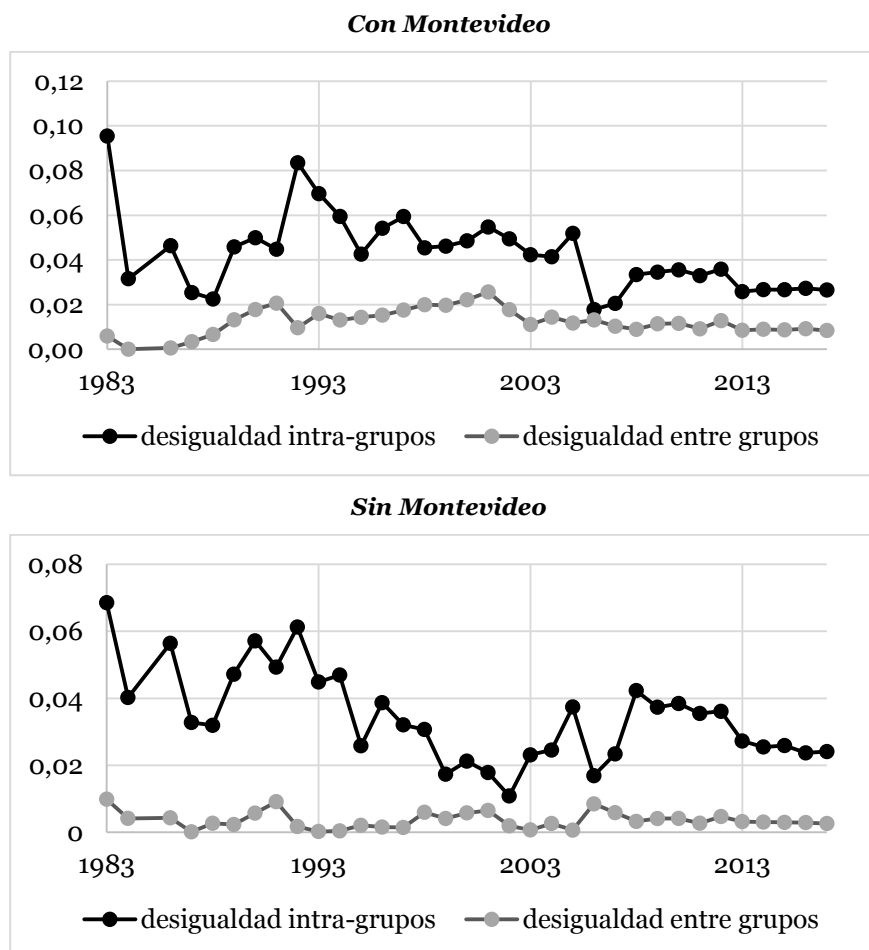 Con Montevideo
0,12
0,10
0,08
0,06
0,04
0,02
0,00
1983 1993 2003 2013
desigualdad intra-grupos desigualdad entre grupos
Sin Montevideo
0,08
0,06
0,04
0,02
0
1983 1993 2003 2013
desigualdad intra-grupos desigualdad entre grupos